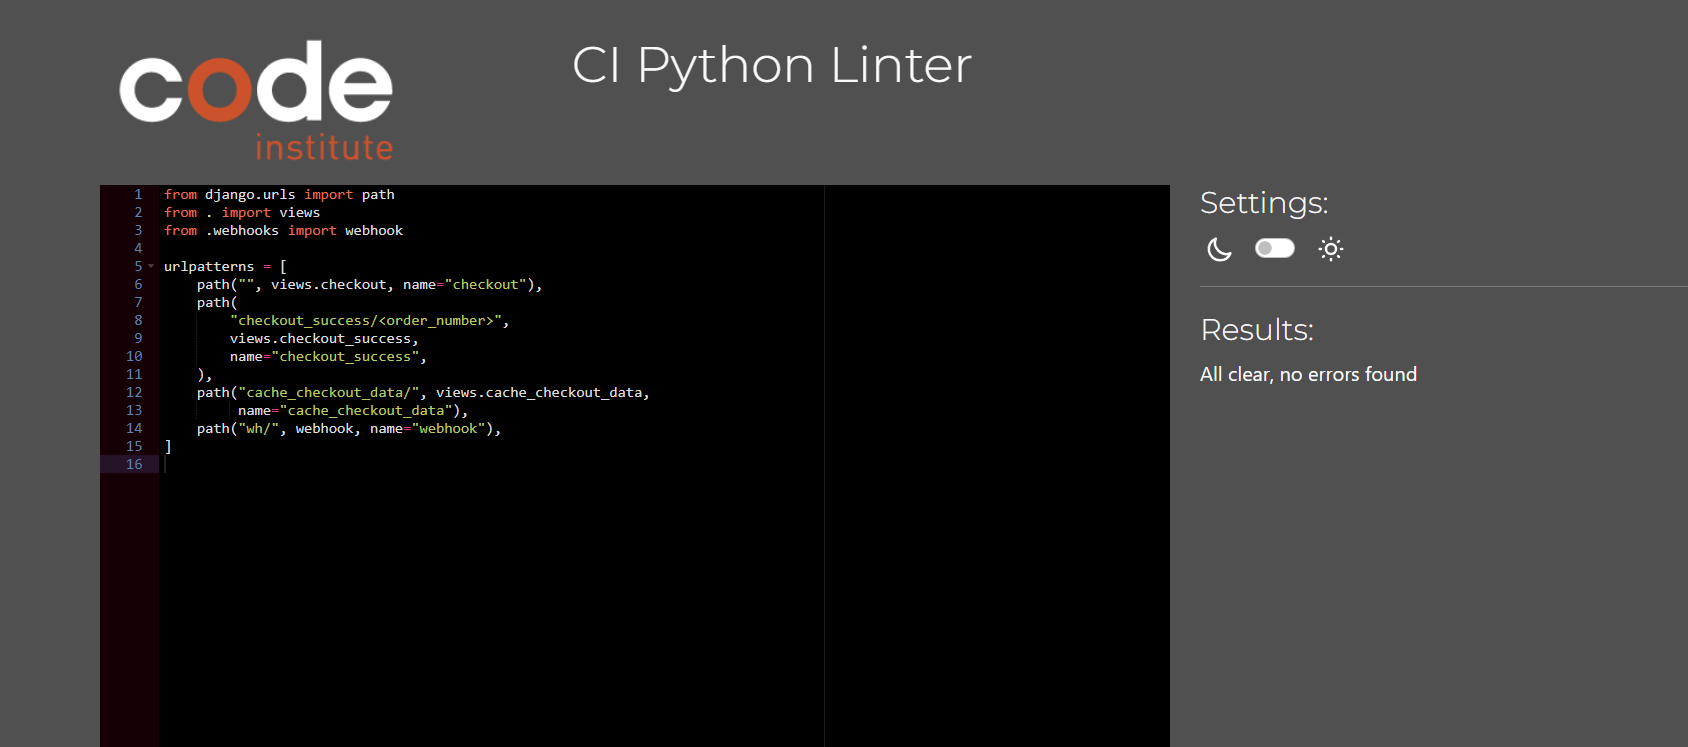 code
institute
CI Python Linter
1 from django.urls import path
2 from . import views
3 from .webhooks import webhook
4
5 urlpatterns = [
6     path("", views.checkout, name="checkout"),
7     path(
8         "checkout_success/<order_number>",
9         views.checkout_success,
10         name="checkout_success",
11     ),
12     path("cache_checkout_data/", views.cache_checkout_data,
13          name="cache_checkout_data"),
14     path("wh/", webhook, name="webhook"),
15 ]
16
Settings:
Results:
All clear, no errors found